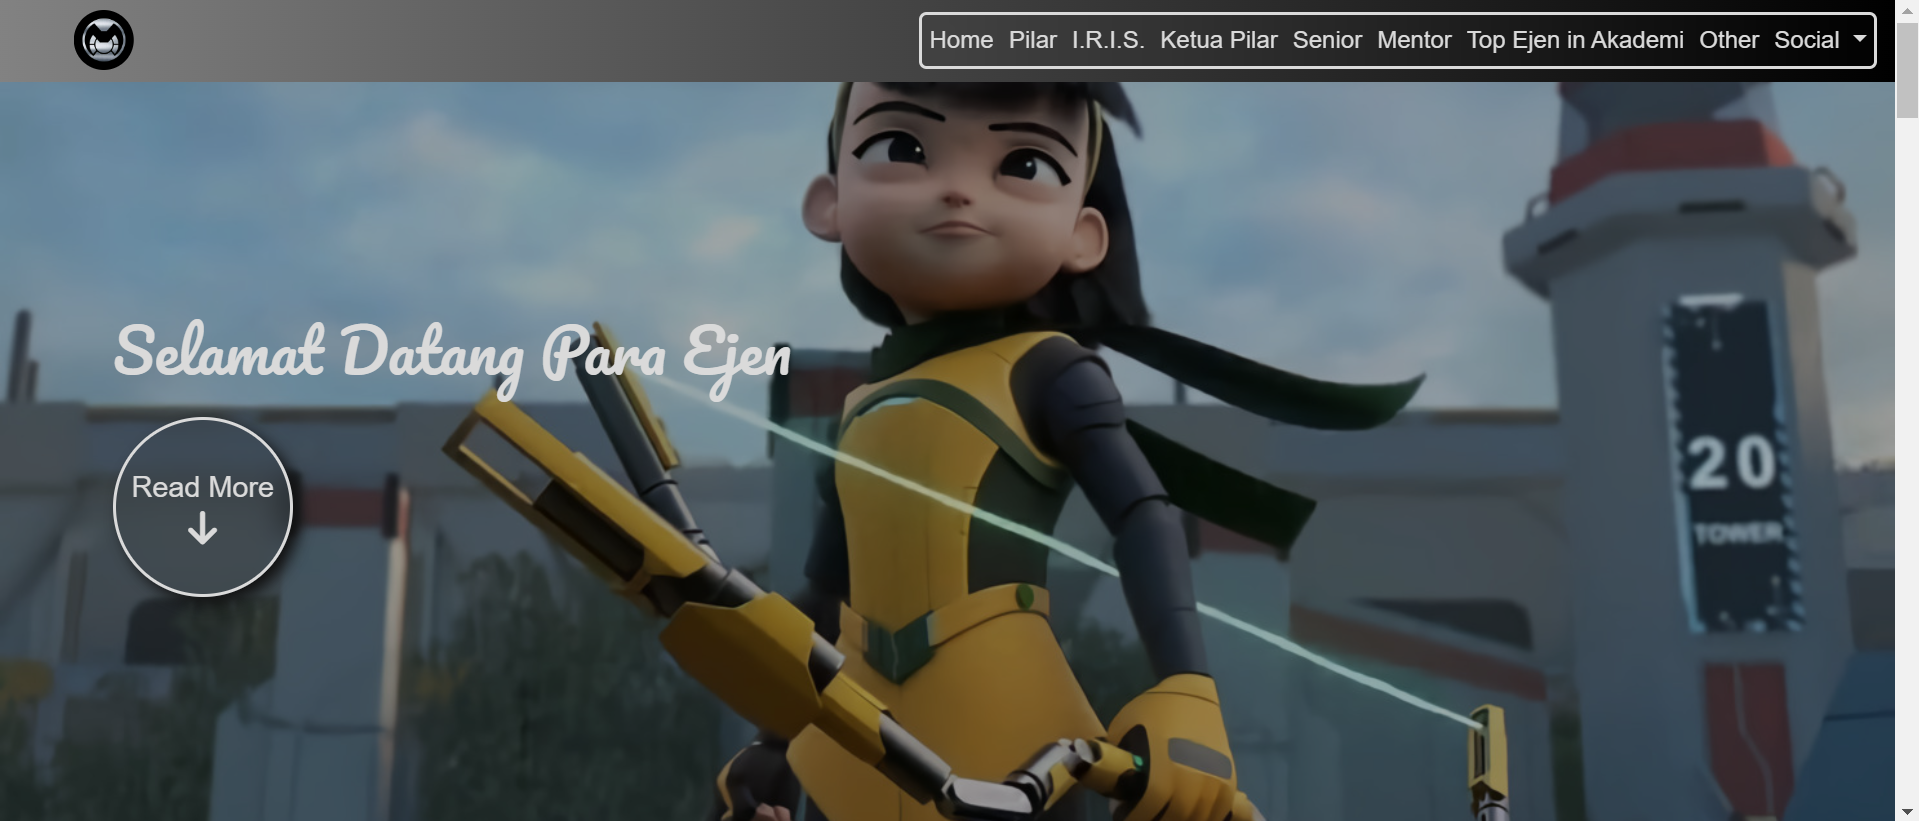 Home Pilar I.R.I.S. Ketua Pilar Senior Mentor Top Ejen in Akademi Other Social
Selamat Datang Para Ejen
Read More
20
TOWER